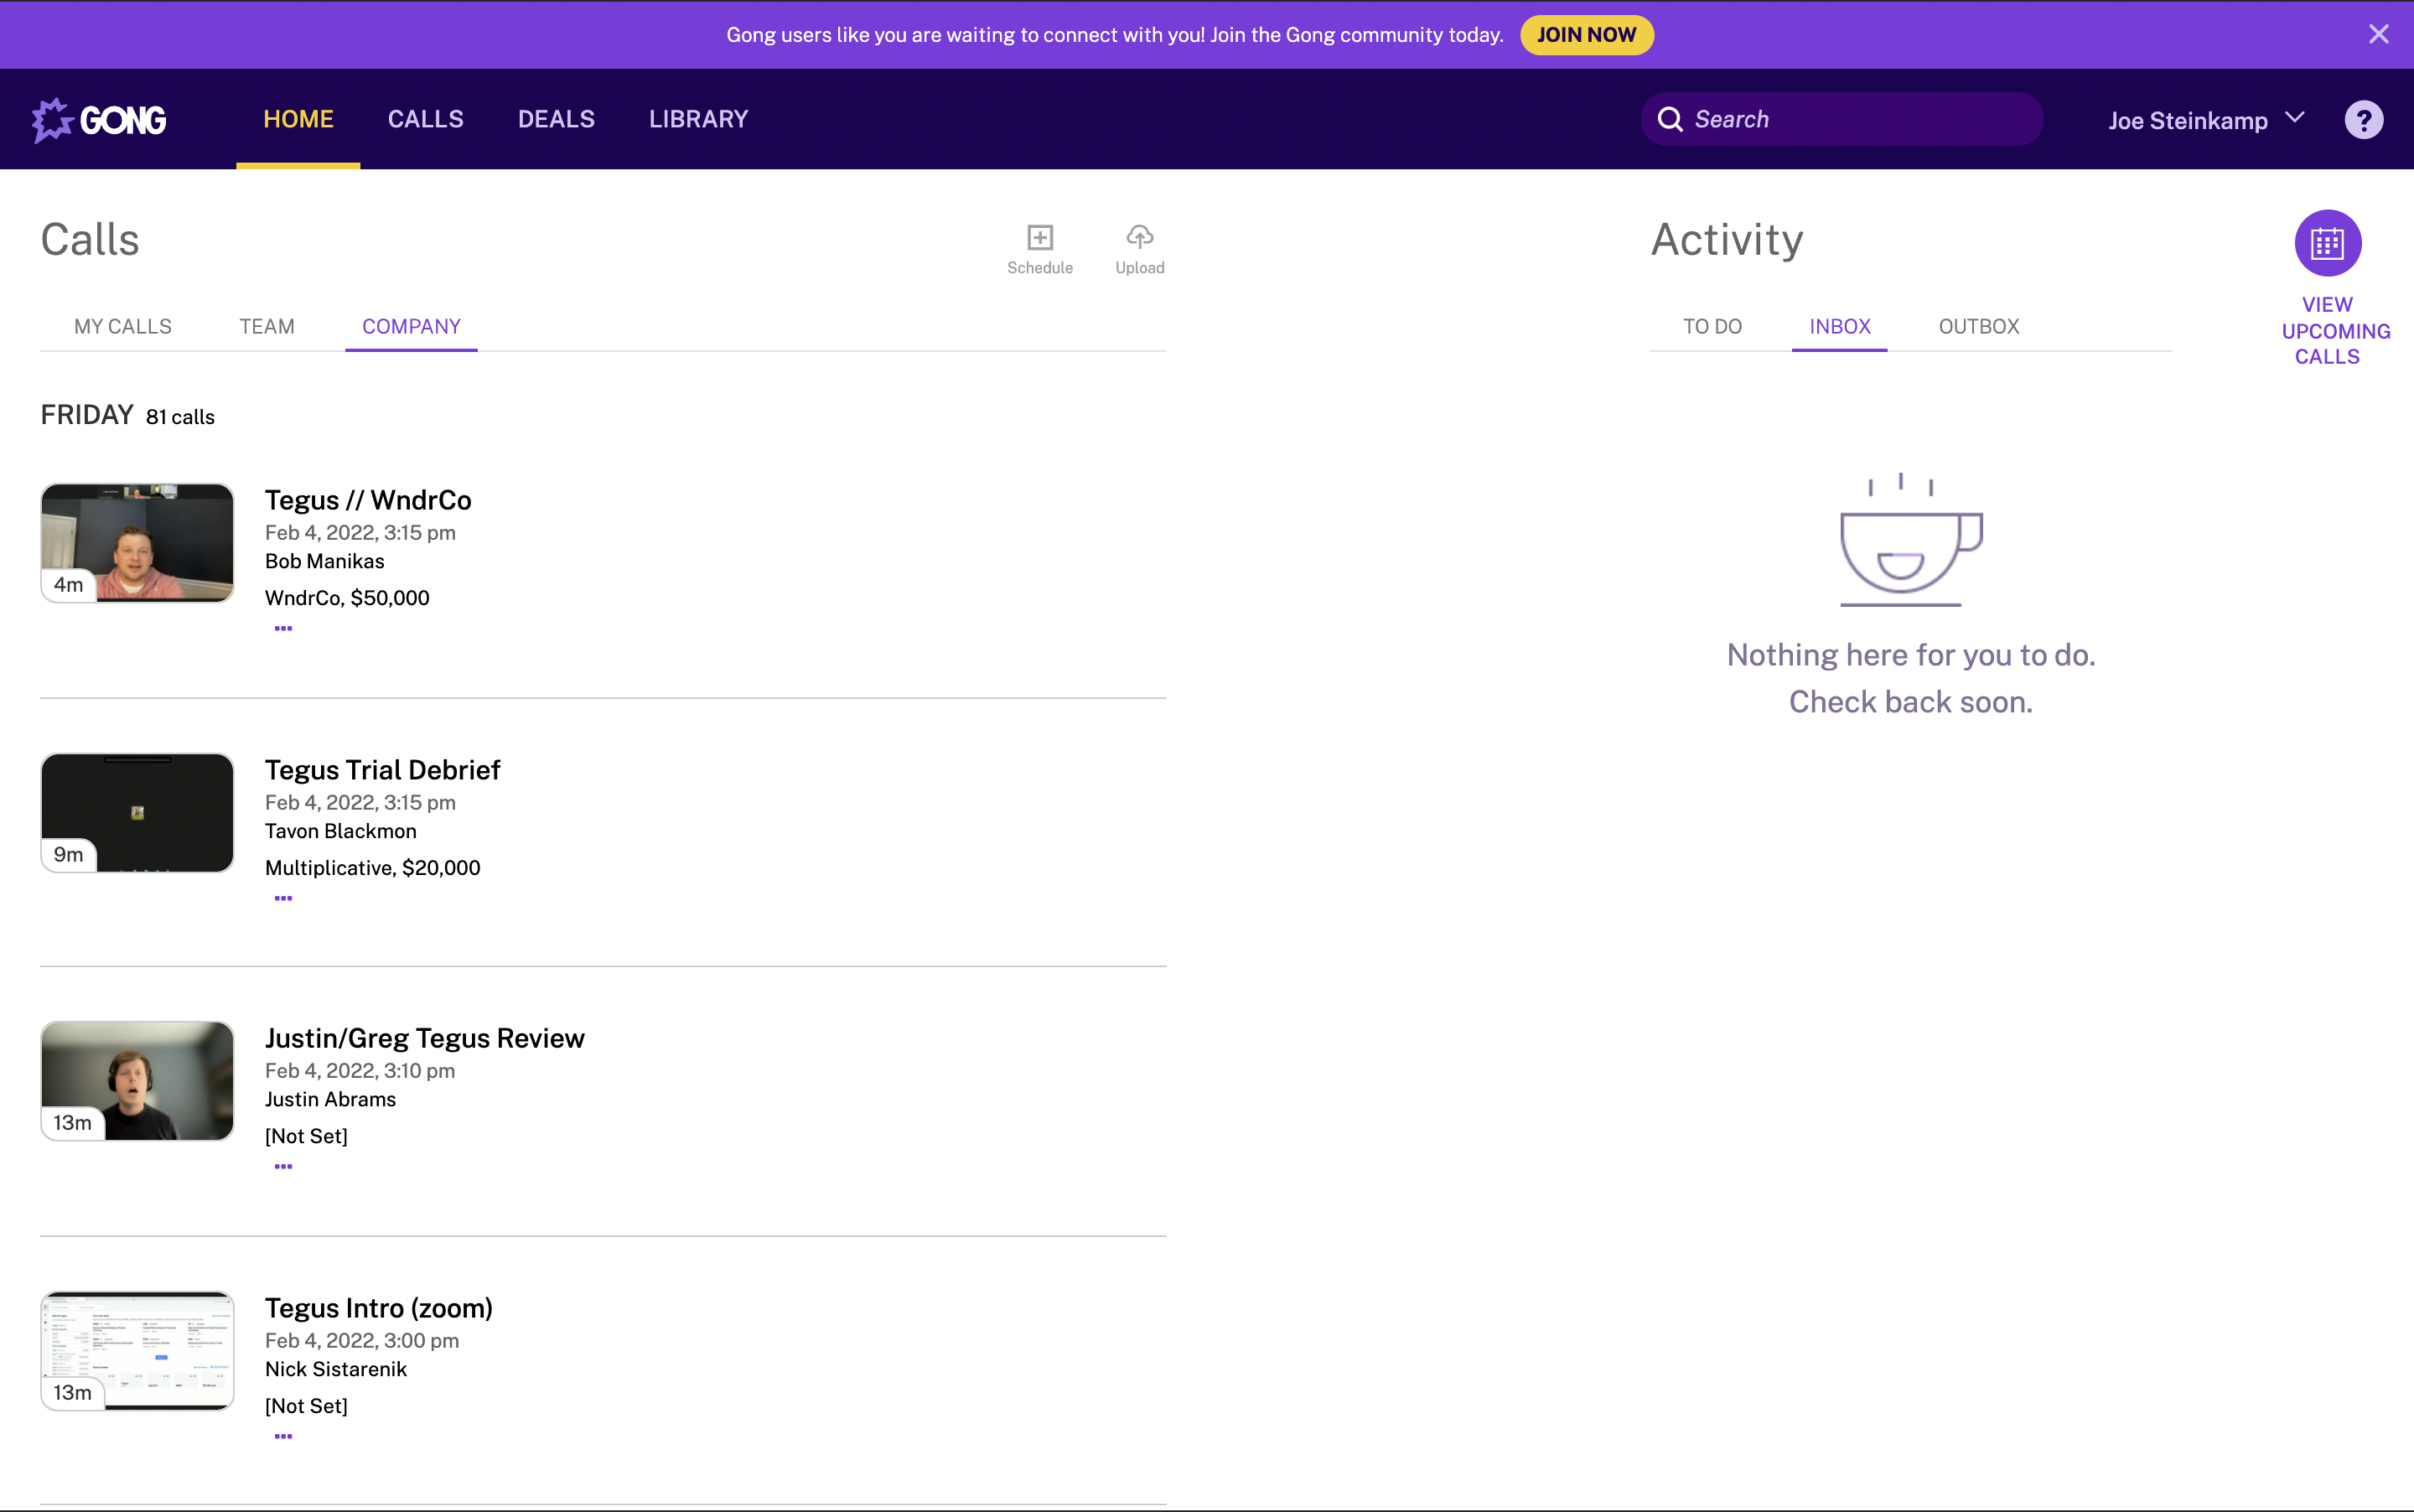 Gong users like you are waiting to connect with you! Join the Gong community today. JOIN NOW
GONG HOME CALLS DEALS LIBRARY Search Joe Steinkamp ?
Calls
Schedule Upload
MY CALLS TEAM COMPANY
FRIDAY 81 calls
4m
Tegus // WndrCo
Feb 4, 2022, 3:15 pm
Bob Manikas
WndrCo, $50,000
9m
Tegus Trial Debrief
Feb 4, 2022, 3:15 pm
Tavon Blackmon
Multiplicative, $20,000
13m
Justin/Greg Tegus Review
Feb 4, 2022, 3:10 pm
Justin Abrams
[Not Set]
13m
Tegus Intro (zoom)
Feb 4, 2022, 3:00 pm
Nick Sistarenik
[Not Set]
Activity
TO DO INBOX OUTBOX
Nothing here for you to do.
Check back soon.
VIEW
UPCOMING
CALLS